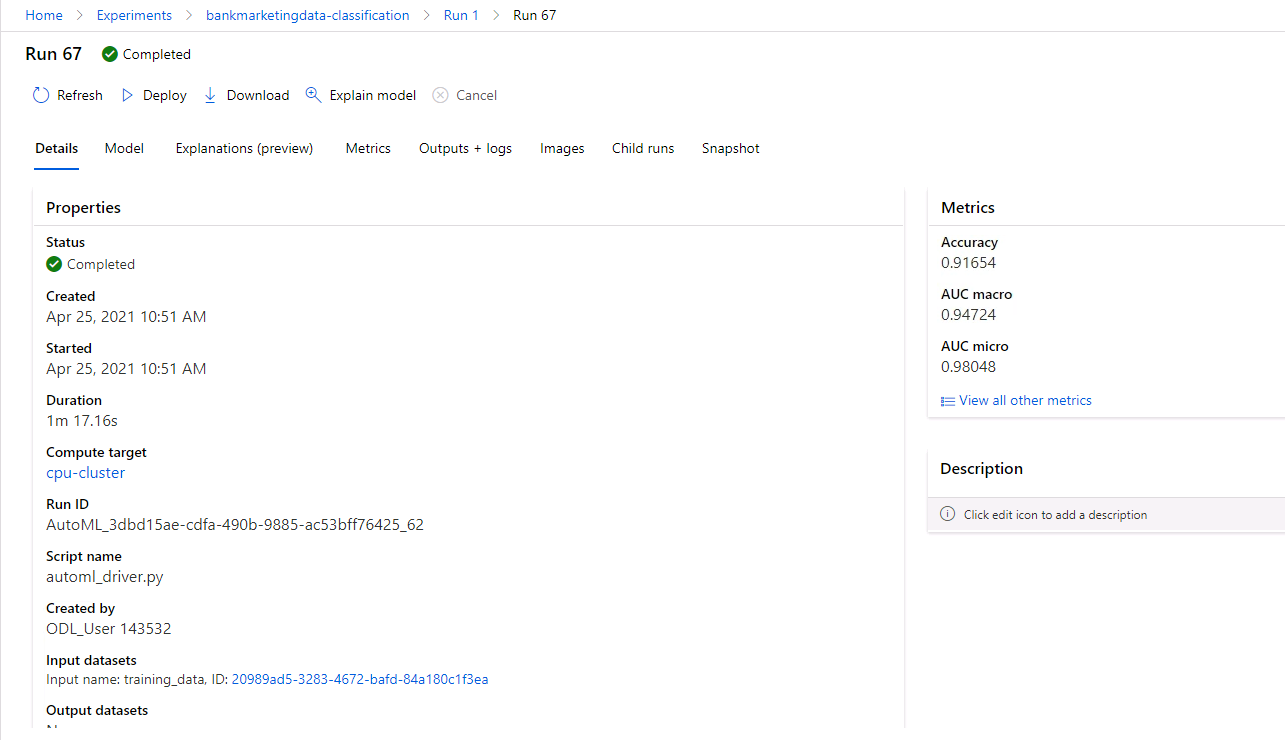 Home > Experiments > bankmarketingdata-classification > Run 1 > Run 67
Run 67 Completed
Refresh Deploy Download Explain model Cancel
Details Model Explanations (preview) Metrics Outputs + logs Images Child runs Snapshot
Properties
Status
Completed
Created
Apr 25, 2021 10:51 AM
Started
Apr 25, 2021 10:51 AM
Duration
1m 17.16s
Compute target
cpu-cluster
Run ID
AutoML_3dbd15ae-cdfa-490b-9885-ac53bff76425_62
Script name
automl_driver.py
Created by
ODL_User 143532
Input datasets
Input name: training_data, ID: 20989ad5-3283-4672-bafd-84a180c1f3ea
Output datasets
Metrics
Accuracy
0.91654
AUC macro
0.94724
AUC micro
0.98048
View all other metrics
Description
Click edit icon to add a description